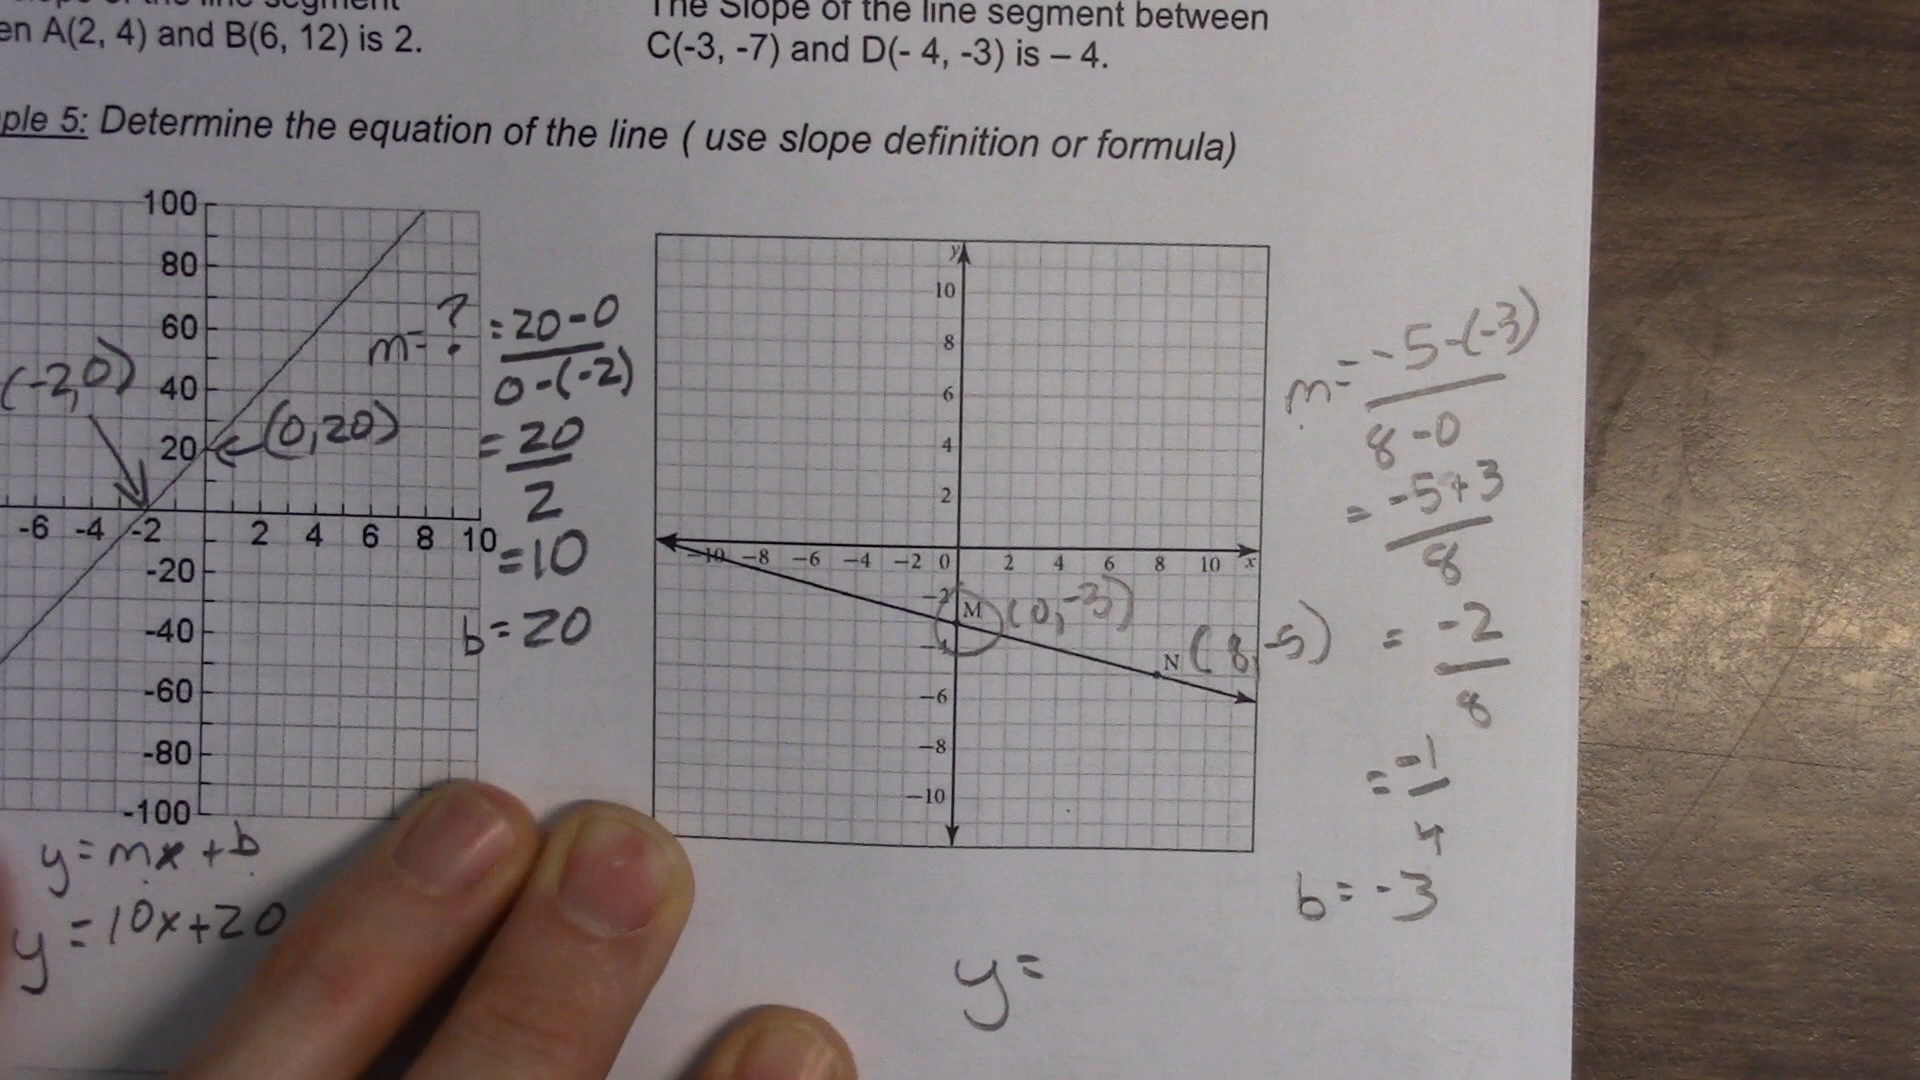 The Slope of the line segment between
en A(2, 4) and B(6, 12) is 2.
C(-3, -7) and D(- 4, -3) is – 4.
ple 5: Determine the equation of the line ( use slope definition or formula)
100
80
60
40
20
-6 -4 -2 2 4 6 8 10
-20
-40
-60
-80
-100
(-2,0)
(0,20)
m=? = 20-0
0-(-2)
= 20
2
=10
b=20
y=mx+b
y=10x+20
y
10
8
6
4
2
-10 -8 -6 -4 -2 0 2 4 6 8 10 x
-2
M (0,-3)
N (8,-5)
-6
-8
-10
m= -5-(-3)
8-0
= -5+3
8
= -2
8
= -1
4
b=-3
y=